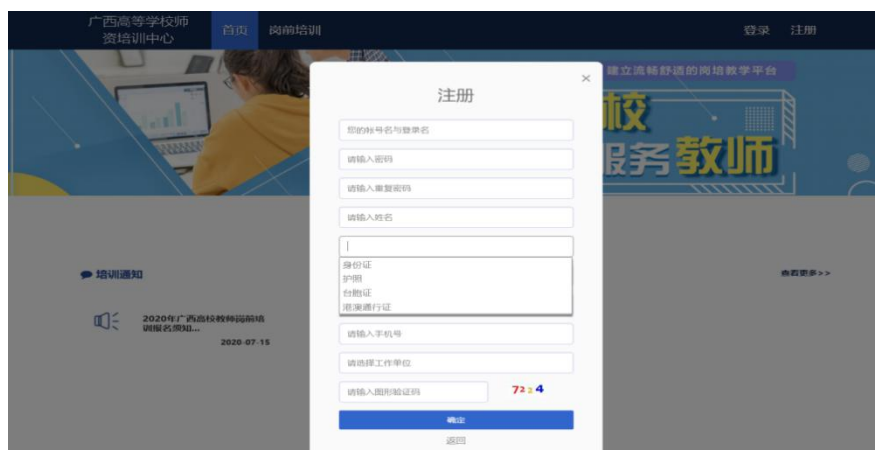 广西高等学校师
资培训中心
首页
岗前培训
登录
注册
建立流畅舒适的岗培教学平台
校
服务教师
×
注册
您的帐号名与登录名
请输入密码
请输入重复密码
请输入姓名
身份证
护照
台胞证
港澳通行证
请输入手机号
请选择工作单位
请输入图形验证码
7224
确定
返回
培训通知
查看更多>>
2020年广西高校教师岗前培
训报名须知...
2020-07-15